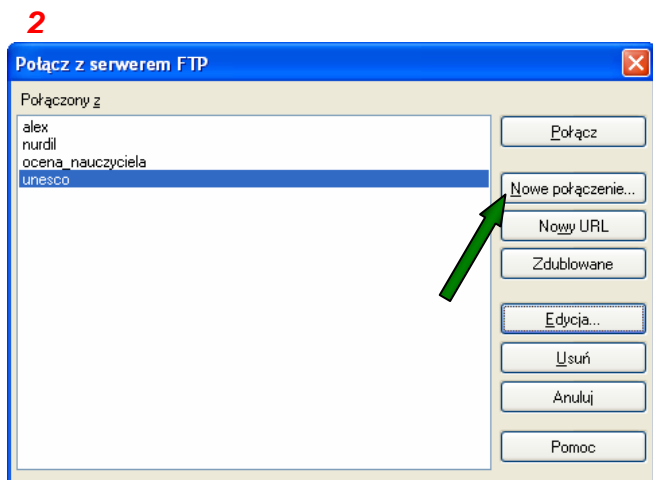 2
Połącz z serwerem FTP
Połączony z
alex
nurdil
ocena_nauczyciela
unesco
Połącz
Nowe połączenie...
Nowy URL
Zdublowane
Edycja...
Usuń
Anuluj
Pomoc